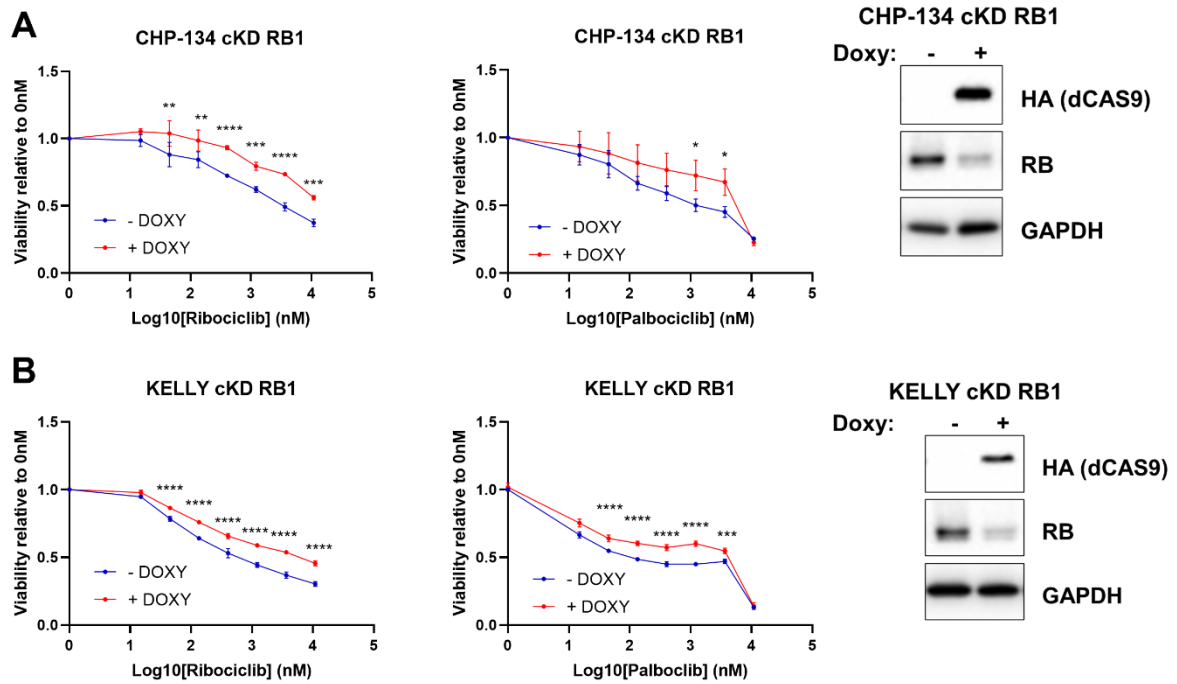 A
CHP-134 cKD RB1
Viability relative to 0nM
1.5
1.0
0.5
0.0
** ** **** *** **** ***
- DOXY
+ DOXY
0 1 2 3 4 5
Log10[Ribociclib] (nM)
CHP-134 cKD RB1
Viability relative to 0nM
1.5
1.0
0.5
0.0
* *
- DOXY
+ DOXY
0 1 2 3 4 5
Log10[Palbociclib] (nM)
CHP-134 cKD RB1
Doxy: - +
HA (dCAS9)
RB
GAPDH
B
KELLY cKD RB1
Viability relative to 0nM
1.5
1.0
0.5
0.0
**** **** **** **** **** ****
- DOXY
+ DOXY
0 1 2 3 4 5
Log10[Ribociclib] (nM)
KELLY cKD RB1
Viability relative to 0nM
1.5
1.0
0.5
0.0
**** **** **** **** ***
- DOXY
+ DOXY
0 1 2 3 4 5
Log10[Palbociclib] (nM)
KELLY cKD RB1
Doxy: - +
HA (dCAS9)
RB
GAPDH